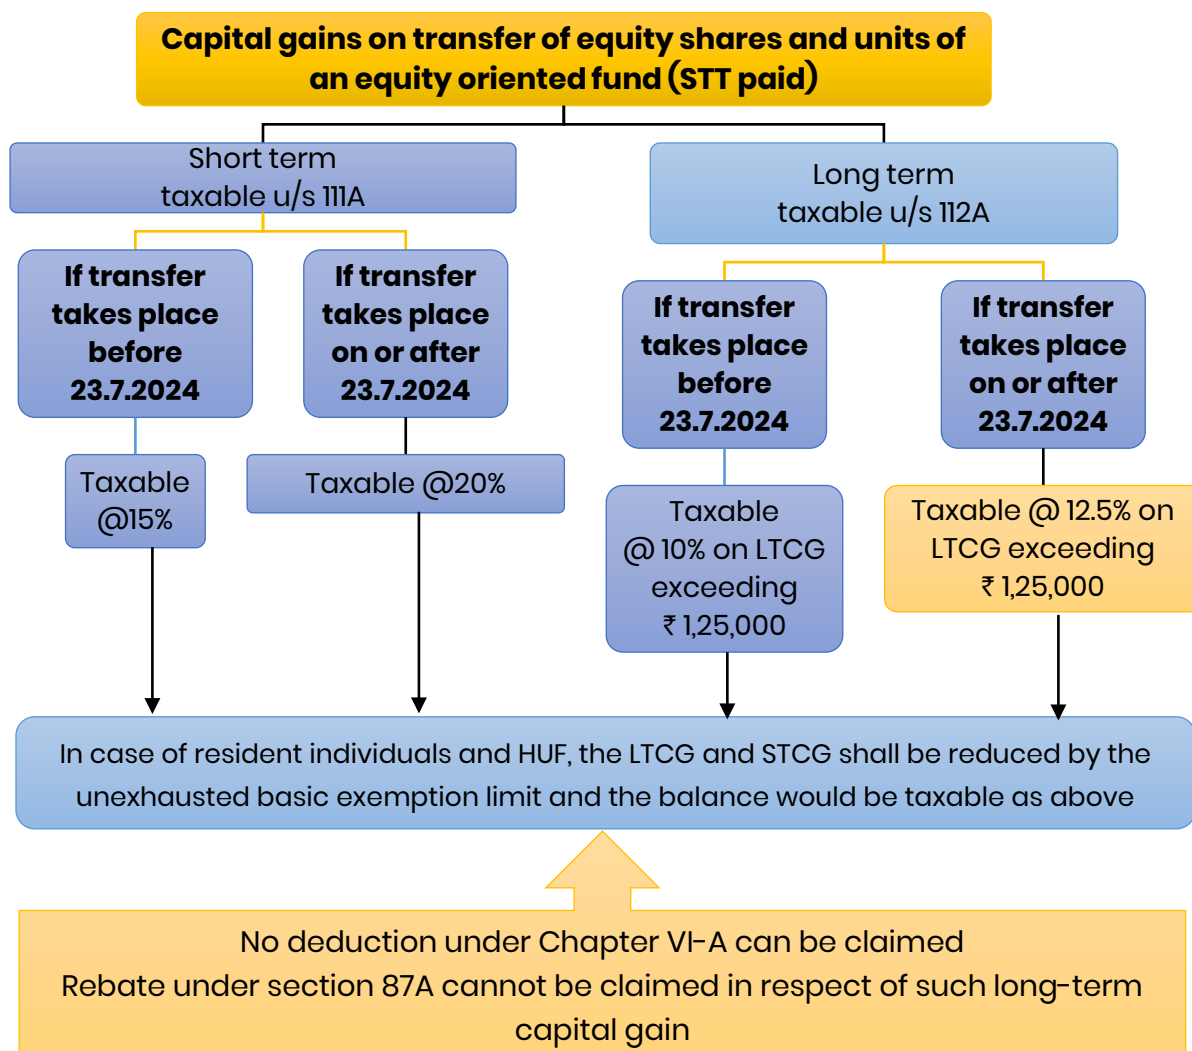 Capital gains on transfer of equity shares and units of
an equity oriented fund (STT paid)
Short term
taxable u/s 111A
Long term
taxable u/s 112A
If transfer
takes place
before
23.7.2024
If transfer
takes place
on or after
23.7.2024
If transfer
takes place
before
23.7.2024
If transfer
takes place
on or after
23.7.2024
Taxable
@15%
Taxable @20%
Taxable
@ 10% on LTCG
exceeding
₹ 1,25,000
Taxable @ 12.5% on
LTCG exceeding
₹ 1,25,000
In case of resident individuals and HUF, the LTCG and STCG shall be reduced by the
unexhausted basic exemption limit and the balance would be taxable as above
No deduction under Chapter VI-A can be claimed
Rebate under section 87A cannot be claimed in respect of such long-term
capital gain